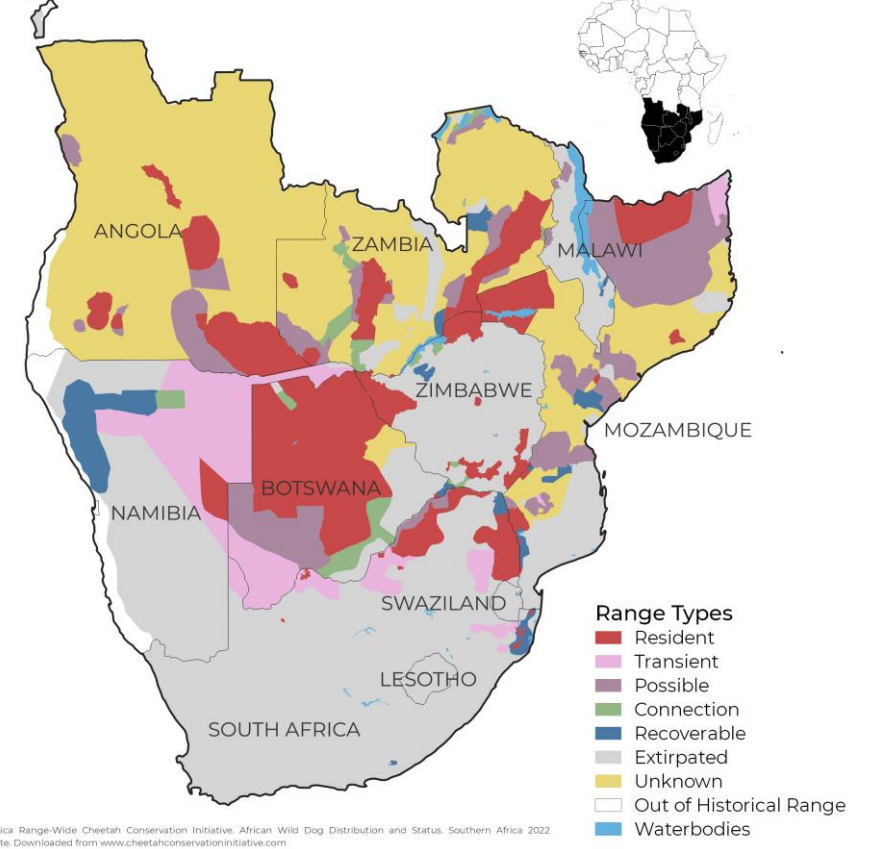 ANGOLA
ZAMBIA
MALAWI
ZIMBABWE
MOZAMBIQUE
BOTSWANA
NAMIBIA
SWAZILAND
LESOTHO
SOUTH AFRICA
Range Types
Resident
Transient
Possible
Connection
Recoverable
Extirpated
Unknown
Out of Historical Range
Waterbodies
ica Range-Wide Cheetah Conservation Initiative. African Wild Dog Distribution and Status. Southern Africa 2022
te. Downloaded from www.cheetahconservationinitiative.com